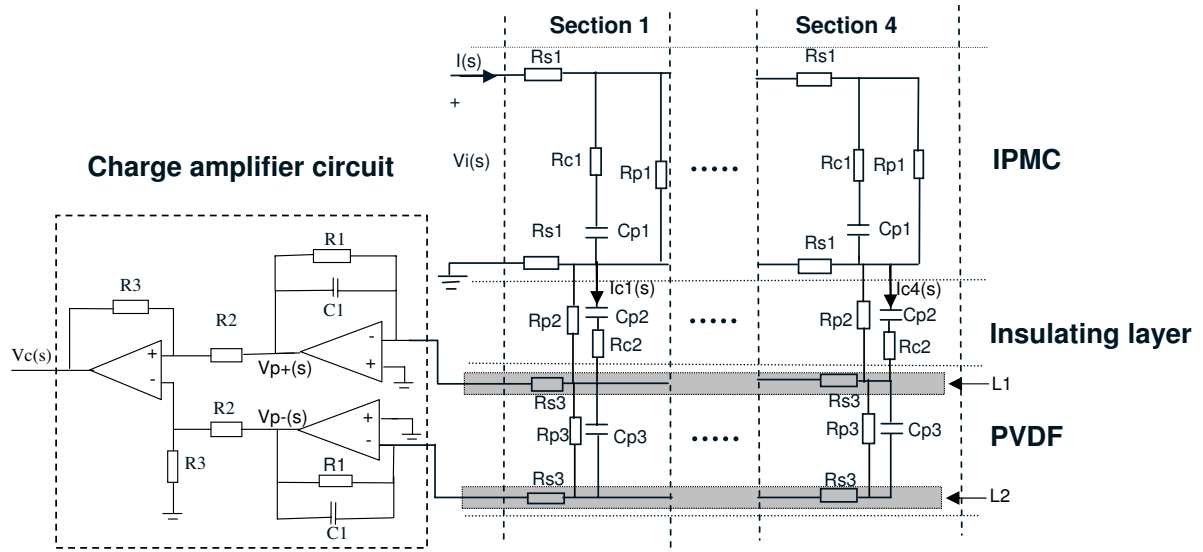 Section 1
Section 4
I(s)
Rs1
Rs1
+
Vi(s)
Rc1
Rp1
.....
Rc1
Rp1
IPMC
Charge amplifier circuit
Rs1
Cp1
Rs1
Cp1
R1
C1
R3
R2
Ic1(s)
Ic4(s)
Rp2
Cp2
Rc2
.....
Rp2
Cp2
Rc2
Insulating layer
Vc(s)
+
-
-
+
Vp+(s)
L1
Rs3
Rs3
R2
Vp-(s)
+
-
Rp3
Cp3
.....
Rp3
Cp3
PVDF
R3
R1
C1
Rs3
Rs3
L2